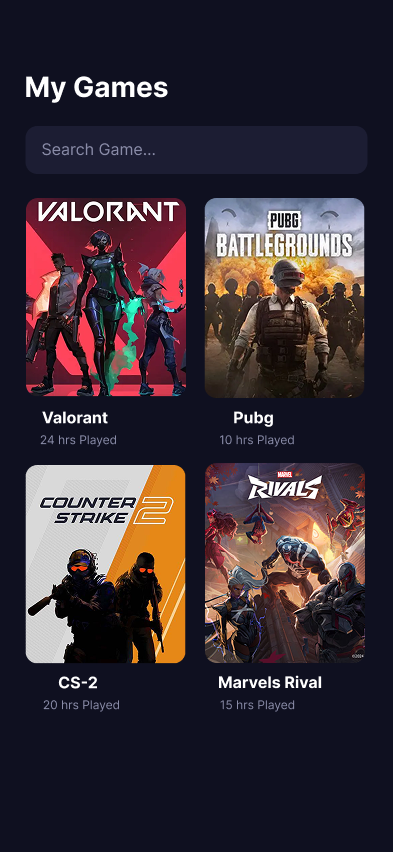 My Games
Search Game...
VALORANT
PUBG
BATTLEGROUNDS
Valorant
Pubg
24 hrs Played
10 hrs Played
COUNTER
STRIKE 2
MARVEL
RIVALS
©2024
CS-2
Marvels Rival
20 hrs Played
15 hrs Played